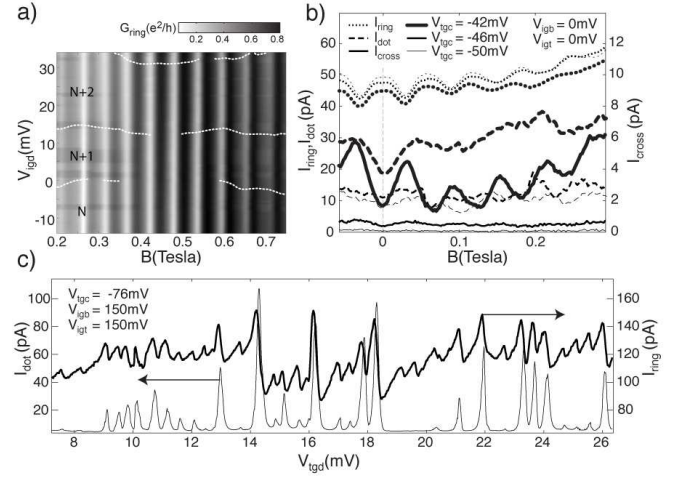 a)
G_ring(e²/h)
0.2 0.4 0.6 0.8
30
20
10
0
-10
V_igd(mV)
N+2
N+1
N
0.2 0.3 0.4 0.5 0.6 0.7
B(Tesla)
b)
I_ring V_tgc= -42mV V_igb= 0mV
I_dot V_tgc= -46mV V_igt= 0mV
I_cross V_tgc= -50mV
60
50
40
30
20
10
0
I_ring,I_dot (pA)
12
10
8
6
4
2
0
I_cross (pA)
0 0.1 0.2
B(Tesla)
c)
V_tgc= -76mV
V_igb= 150mV
V_igt= 150mV
100
80
60
40
20
I_dot(pA)
160
140
120
100
80
I_ring(pA)
8 10 12 14 16 18 20 22 24 26
V_tgd(mV)